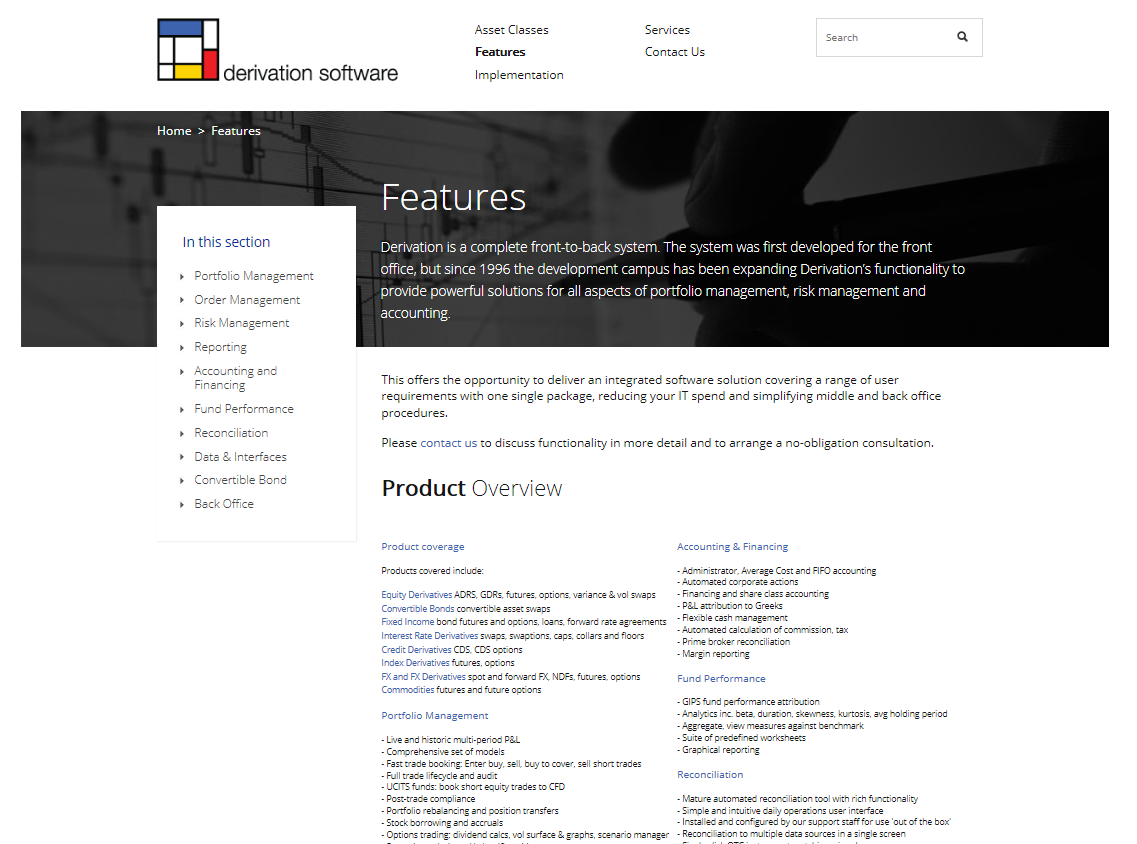 derivation software
Asset Classes
Features
Implementation
Services
Contact Us
Search
Home > Features
Features
Derivation is a complete front-to-back system. The system was first developed for the front
office, but since 1996 the development campus has been expanding Derivation's functionality to
provide powerful solutions for all aspects of portfolio management, risk management and
accounting.
In this section
Portfolio Management
Order Management
Risk Management
Reporting
Accounting and
Financing
Fund Performance
Reconciliation
Data & Interfaces
Convertible Bond
Back Office
This offers the opportunity to deliver an integrated software solution covering a range of user
requirements with one single package, reducing your IT spend and simplifying middle and back office
procedures.
Please contact us to discuss functionality in more detail and to arrange a no-obligation consultation.
Product Overview
Product coverage
Products covered include:
Equity Derivatives ADRS, GDRs, futures, options, variance & vol swaps
Convertible Bonds convertible asset swaps
Fixed Income bond futures and options, loans, forward rate agreements
Interest Rate Derivatives swaps, swaptions, caps, collars and floors
Credit Derivatives CDS, CDS options
Index Derivatives futures, options
FX and FX Derivatives spot and forward FX, NDFs, futures, options
Commodities futures and future options
Portfolio Management
- Live and historic multi-period P&L
- Comprehensive set of models
- Fast trade booking: Enter buy, sell, buy to cover, sell short trades
- Full trade lifecycle and audit
- UCITS funds: book short equity trades to CFD
- Post-trade compliance
- Portfolio rebalancing and position transfers
- Stock borrowing and accruals
- Options trading: dividend calcs, vol surface & graphs, scenario manager
Accounting & Financing
- Administrator, Average Cost and FIFO accounting
- Automated corporate actions
- Financing and share class accounting
- P&L attribution to Greeks
- Flexible cash management
- Automated calculation of commission, tax
- Prime broker reconciliation
- Margin reporting
Fund Performance
- GIPS fund performance attribution
- Analytics inc. beta, duration, skewness, kurtosis, avg holding period
- Aggregate, view measures against benchmark
- Suite of predefined worksheets
- Graphical reporting
Reconciliation
- Mature automated reconciliation tool with rich functionality
- Simple and intuitive daily operations user interface
- Installed and configured by our support staff for use 'out of the box'
- Reconciliation to multiple data sources in a single screen